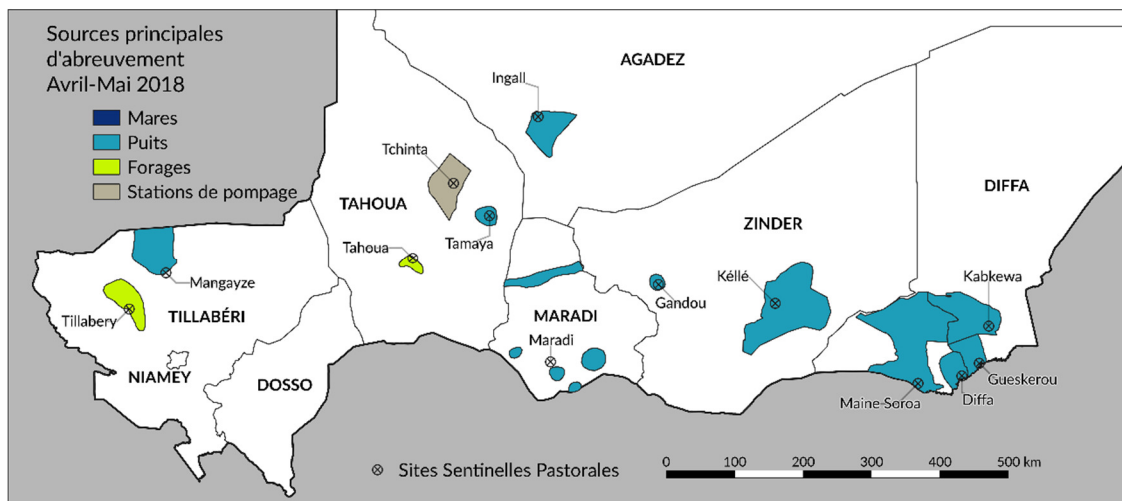 Sources principales
d'abreuvement
Avril-Mai 2018
Mares
Puits
Forages
Stations de pompage
AGADEZ
Ingall
Tchinta
TAHOUA
Tamaya
Tahoua
DIFFA
ZINDER
Kéllé
Kabkewa
Mangayze
Tillabery
TILLABÉRI
Gandou
MARADI
Maradi
NIAMEY
DOSSO
Gueskerou
Diffa
Maine-Soroa
Sites Sentinelles Pastorales
0 100 200 300 400 500 km